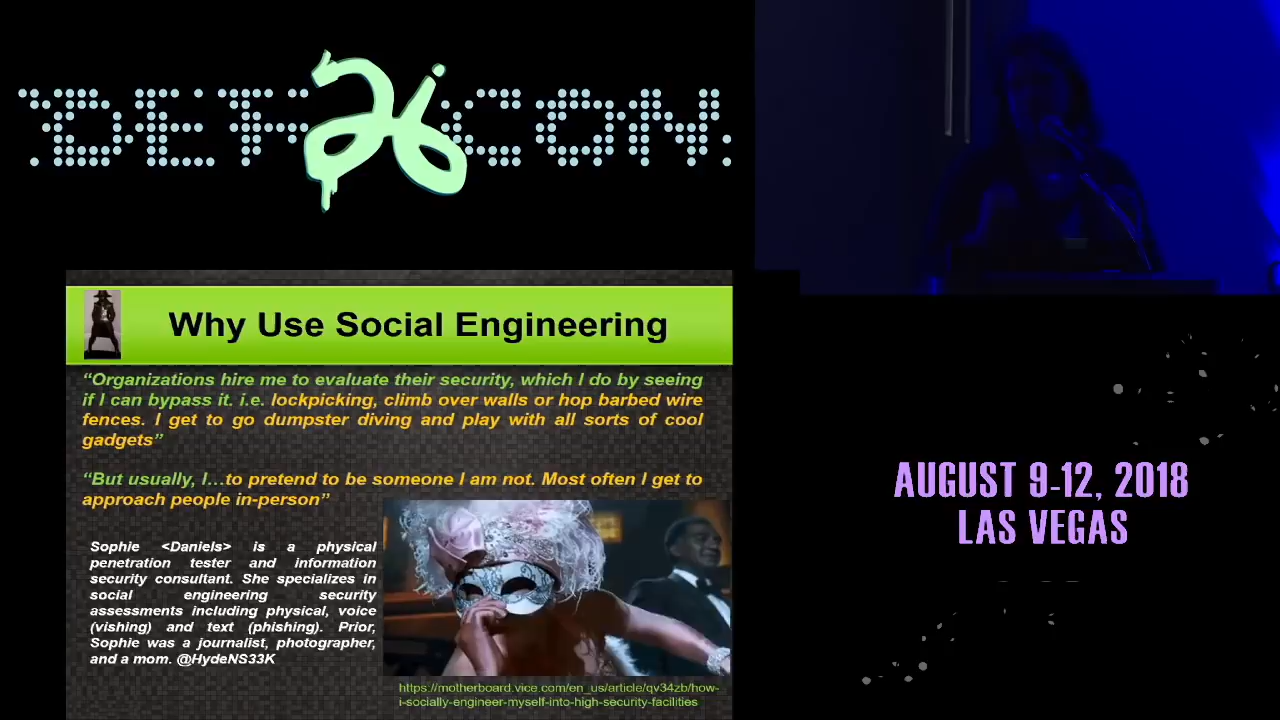 DEF 26 CON
Why Use Social Engineering
“Organizations hire me to evaluate their security, which I do by seeing
if I can bypass it. i.e. lockpicking, climb over walls or hop barbed wire
fences. I get to go dumpster diving and play with all sorts of cool
gadgets”
“But usually, I…to pretend to be someone I am not. Most often I get to
approach people in-person”
Sophie <Daniels> is a physical
penetration tester and information
security consultant. She specializes in
social engineering security
assessments including physical, voice
(vishing) and text (phishing). Prior,
Sophie was a journalist, photographer,
and a mom. @HydeNS33K
https://motherboard.vice.com/en_us/article/qv34zb/how-
i-socially-engineer-myself-into-high-security-facilities
AUGUST 9-12, 2018
LAS VEGAS